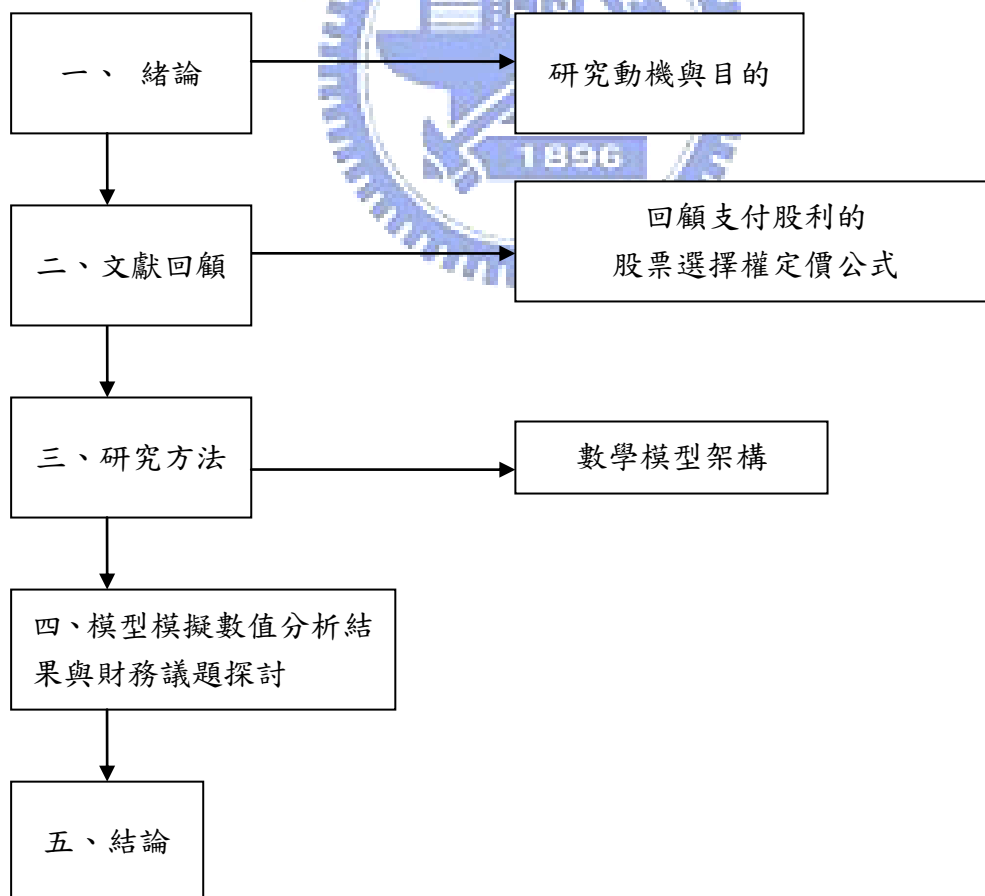 一、 緒論
研究動機與目的
1896
二、文獻回顧
回顧支付股利的
股票選擇權定價公式
三、研究方法
數學模型架構
四、模型模擬數值分析結
果與財務議題探討
五、結論